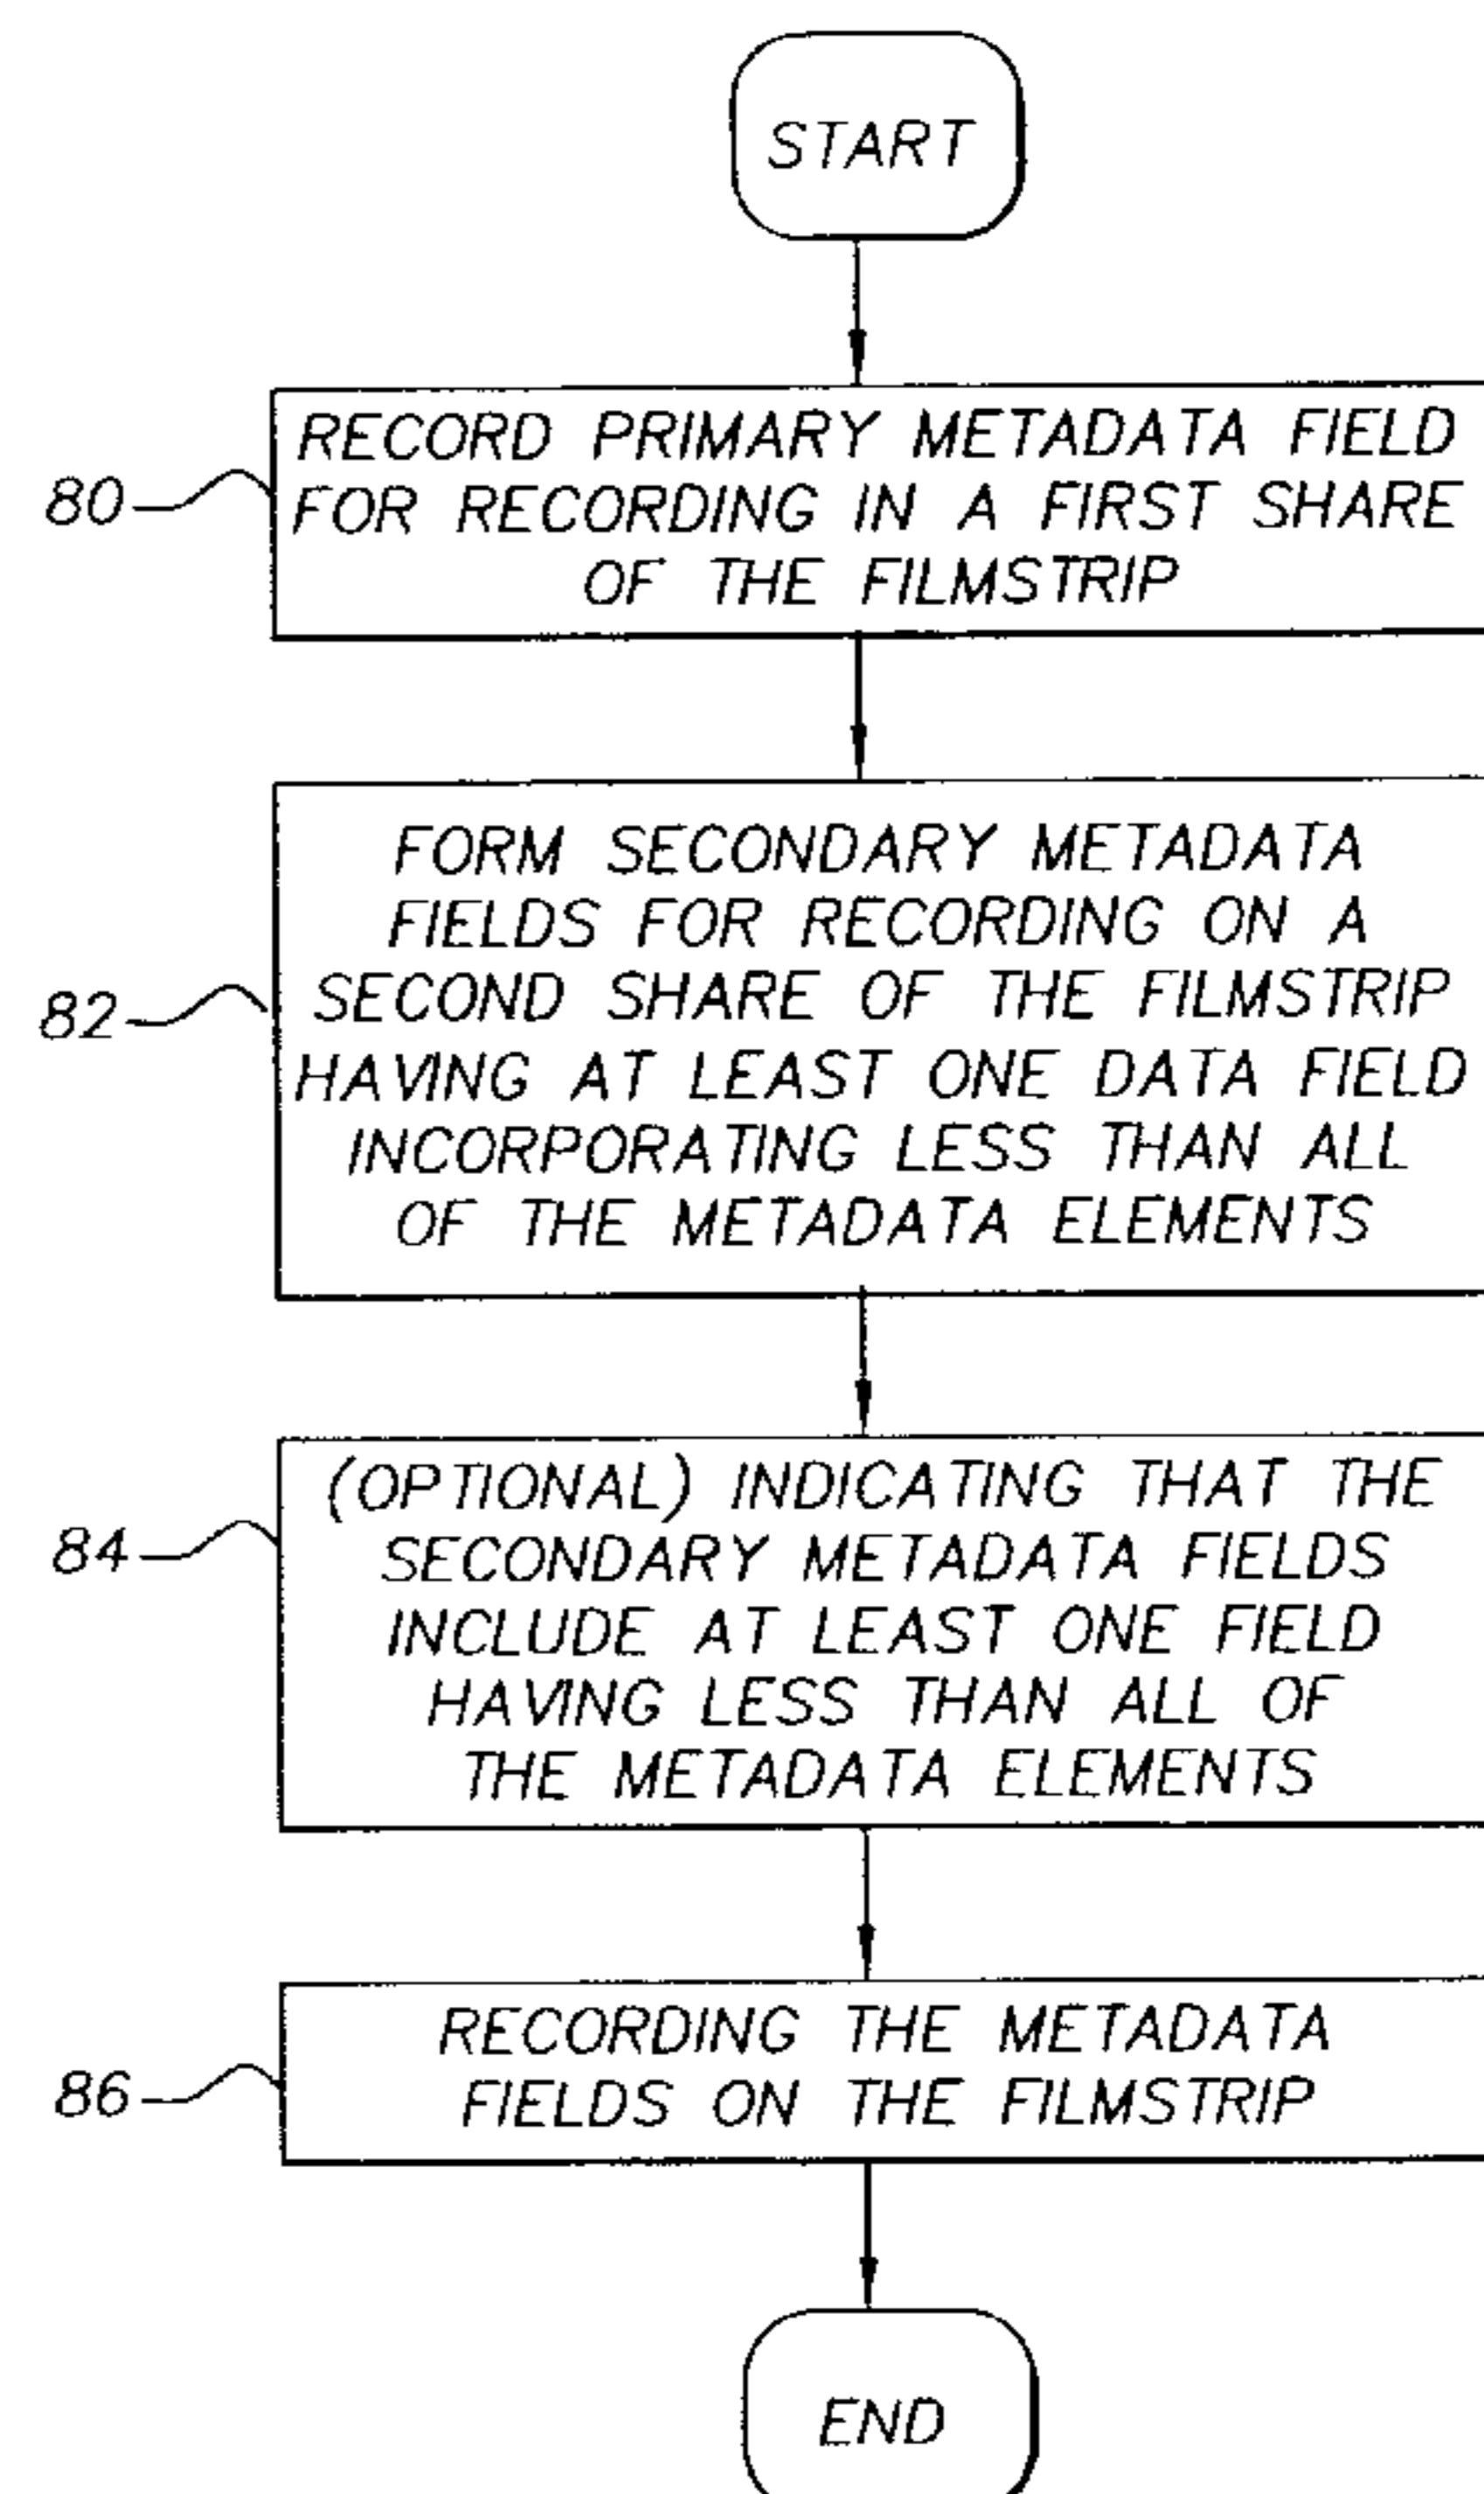 START
RECORD PRIMARY METADATA FIELD
FOR RECORDING IN A FIRST SHARE
OF THE FILMSTRIP
80
FORM SECONDARY METADATA
FIELDS FOR RECORDING ON A
SECOND SHARE OF THE FILMSTRIP
HAVING AT LEAST ONE DATA FIELD
INCORPORATING LESS THAN ALL
OF THE METADATA ELEMENTS
82
(OPTIONAL) INDICATING THAT THE
SECONDARY METADATA FIELDS
INCLUDE AT LEAST ONE FIELD
HAVING LESS THAN ALL OF
THE METADATA ELEMENTS
84
RECORDING THE METADATA
FIELDS ON THE FILMSTRIP
86
END